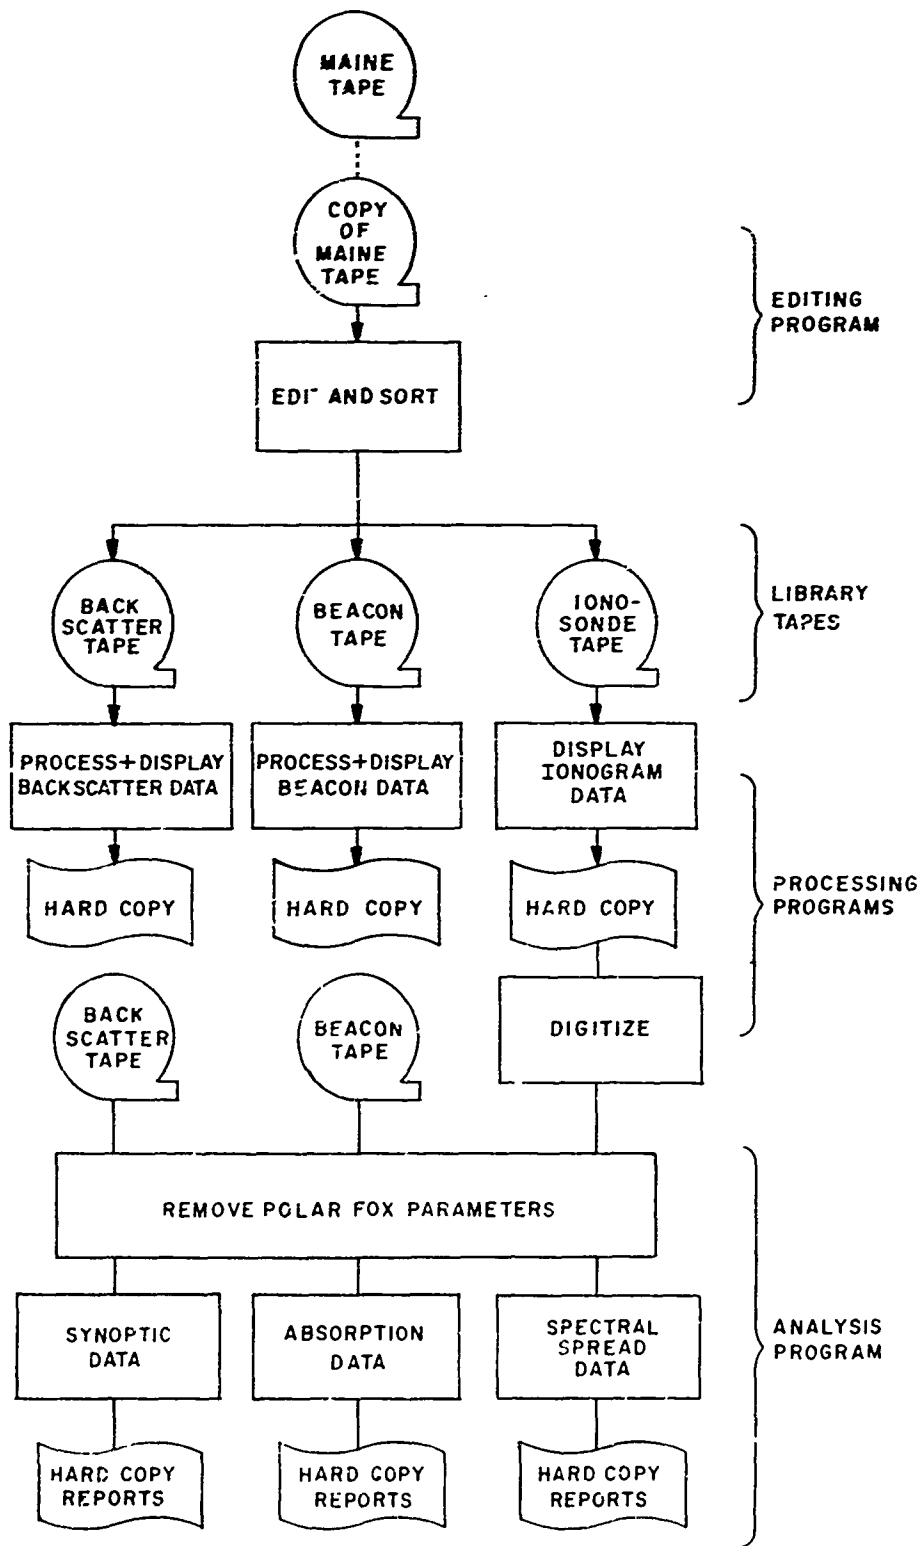 MAINE
TAPE
COPY
OF
MAINE
TAPE
EDITING
PROGRAM
EDIT AND SORT
BACK
SCATTER
TAPE
BEACON
TAPE
IONO-
SONDE
TAPE
LIBRARY
TAPES
PROCESS+DISPLAY
BACKSCATTER DATA
PROCESS+DISPLAY
BEACON DATA
DISPLAY
IONOGRAM
DATA
HARD COPY
HARD COPY
HARD COPY
PROCESSING
PROGRAMS
BACK
SCATTER
TAPE
BEACON
TAPE
DIGITIZE
REMOVE POLAR FOX PARAMETERS
SYNOPTIC
DATA
ABSORPTION
DATA
SPECTRAL
SPREAD
DATA
ANALYSIS
PROGRAM
HARD COPY
REPORTS
HARD COPY
REPORTS
HARD COPY
REPORTS